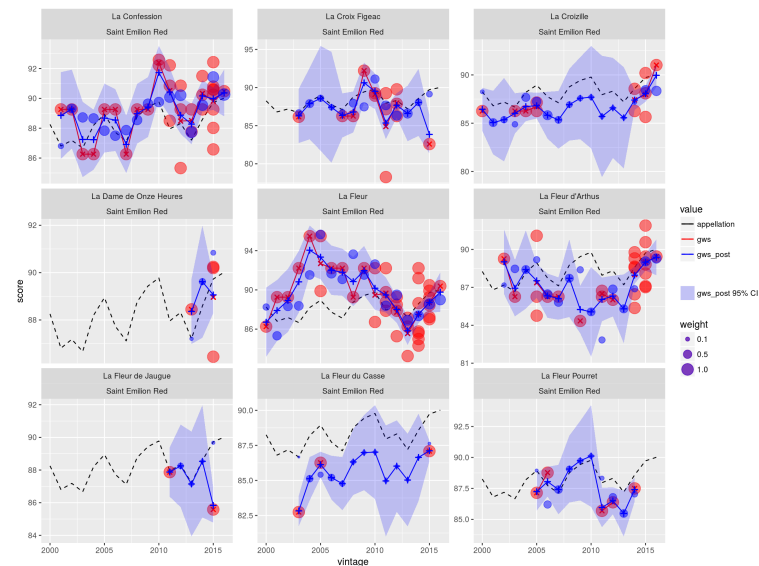 La Confession
La Croix Figeac
La Croizille
Saint Emilion Red
Saint Emilion Red
Saint Emilion Red
92
90
88
86
95
90
85
80
90
85
80
La Dame de Onze Heures
La Fleur
La Fleur d'Arthus
Saint Emilion Red
Saint Emilion Red
Saint Emilion Red
92
90
88
94
90
86
90
87
84
81
La Fleur de Jaugue
La Fleur du Casse
La Fleur Pourret
Saint Emilion Red
Saint Emilion Red
Saint Emilion Red
92
90
88
86
84
90.0
87.5
85.0
82.5
92.5
90.0
87.5
85.0
2000
2005
2010
2015
2000
2005
2010
2015
2000
2005
2010
2015
vintage
score
value
appellation
gws
gws_post
gws_post 95% CI
weight
0.1
0.5
1.0